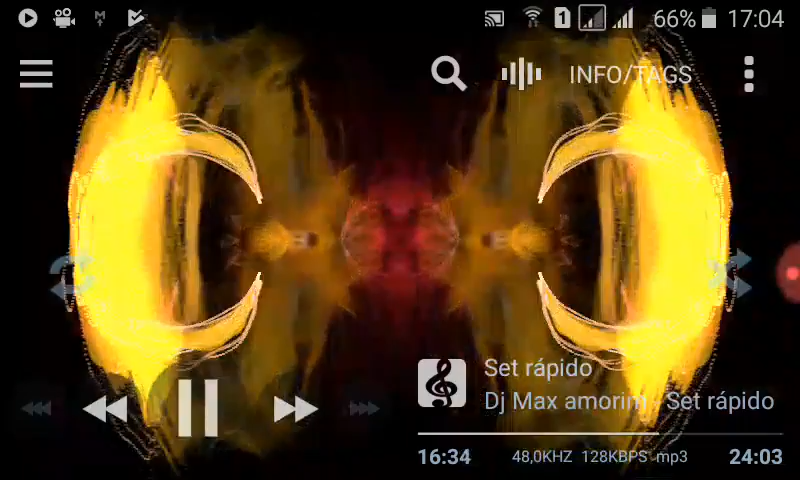 1 66% 17:04
INFO/TAGS
Set rápido
Dj Max amorim - Set rápido
16:34 48,0KHZ 128KBPS mp3 24:03